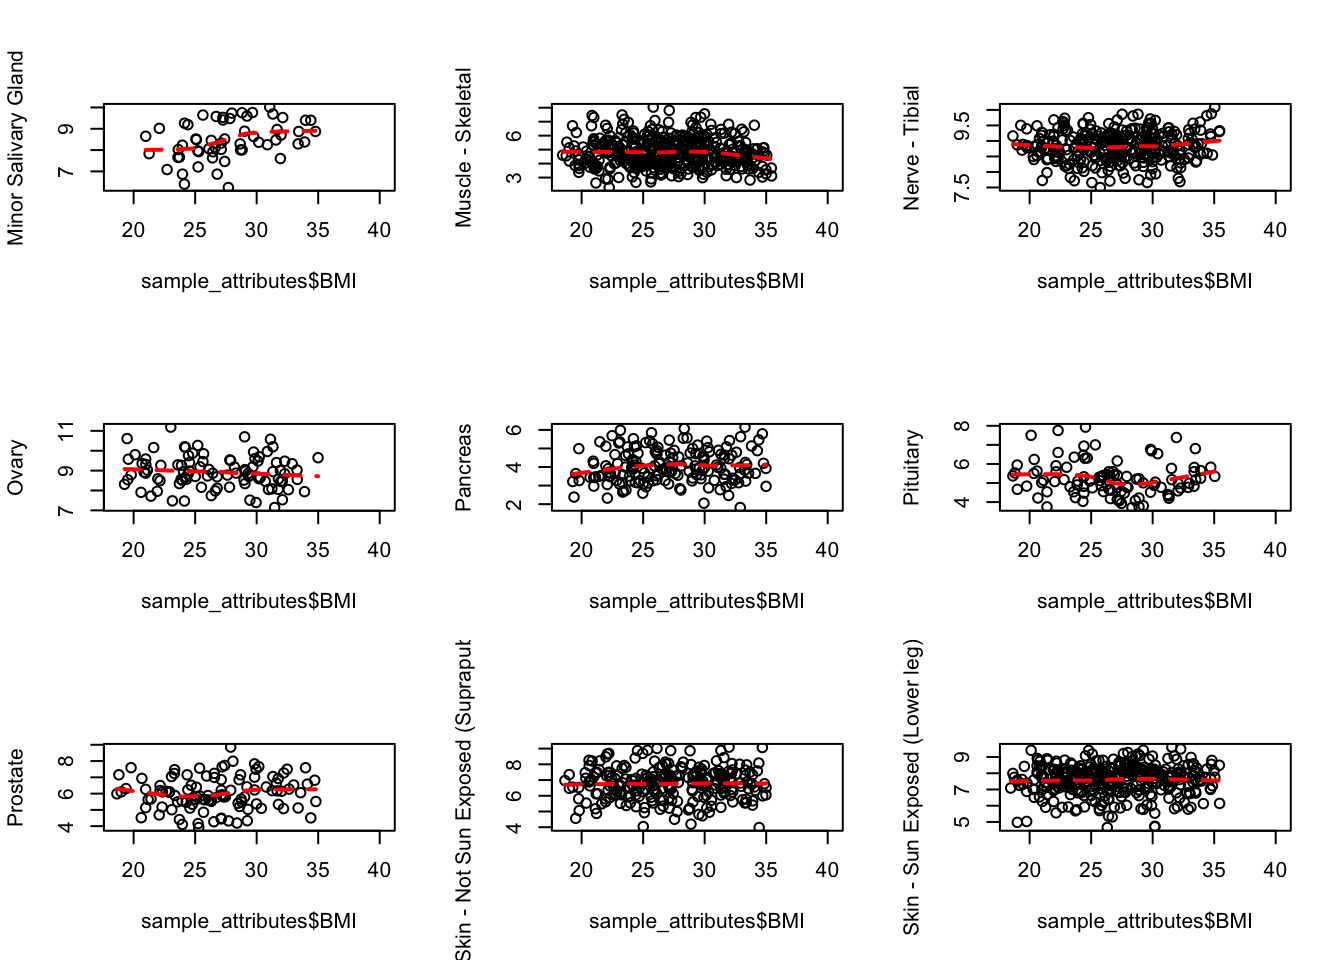 Minor Salivary Gland
7 9
20 25 30 35 40
sample_attributes$BMI
Muscle - Skeletal
3 6
20 25 30 35 40
sample_attributes$BMI
Nerve - Tibial
7.5 9.5
20 25 30 35 40
sample_attributes$BMI
Ovary
7 9 11
20 25 30 35 40
sample_attributes$BMI
Pancreas
2 4 6
20 25 30 35 40
sample_attributes$BMI
Pituitary
4 6 8
20 25 30 35 40
sample_attributes$BMI
Prostate
4 6 8
20 25 30 35 40
sample_attributes$BMI
Skin - Not Sun Exposed (Suprapub
4 6 8
20 25 30 35 40
sample_attributes$BMI
Skin - Sun Exposed (Lower leg)
5 7 9
20 25 30 35 40
sample_attributes$BMI